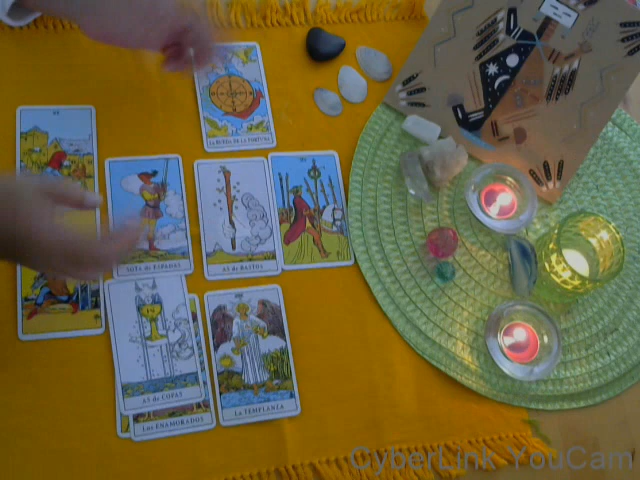 La RUEDA DE LA FORTUNA
SOTA de ESPADAS
AS de BASTOS
AS de COPAS
Los ENAMORADOS
La TEMPLANZA
CyberLink YouCam